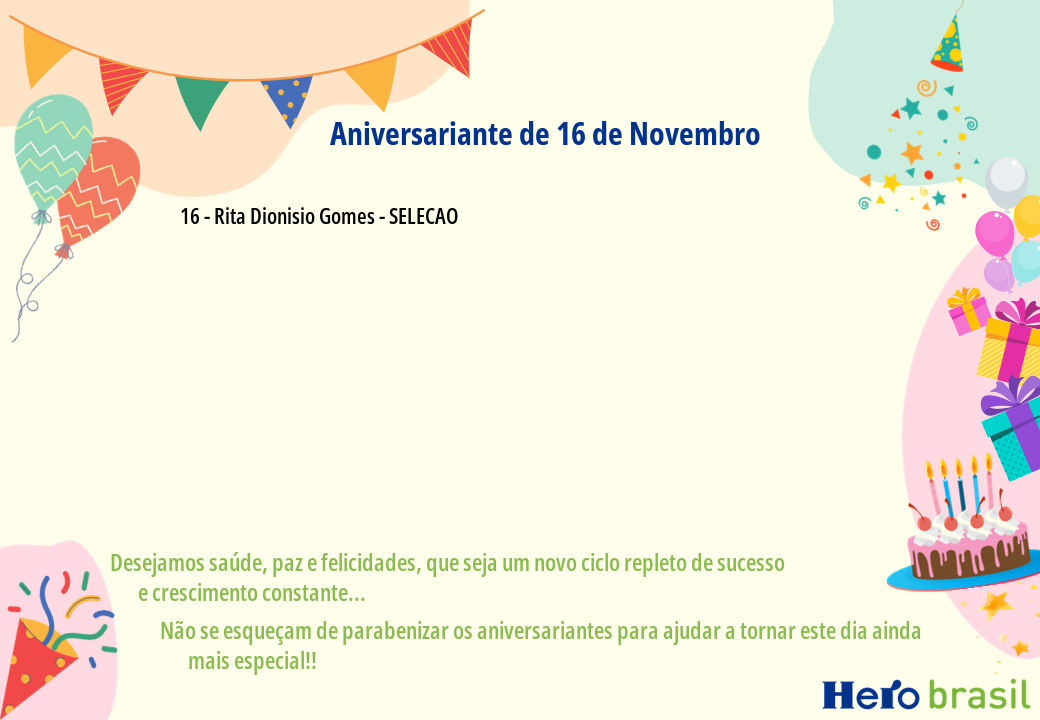 Aniversariante de 16 de Novembro
16 - Rita Dionisio Gomes - SELECAO
Desejamos saúde, paz e felicidades, que seja um novo ciclo repleto de sucesso
e crescimento constante...
Não se esqueçam de parabenizar os aniversariantes para ajudar a tornar este dia ainda
mais especial!!
Hero brasil